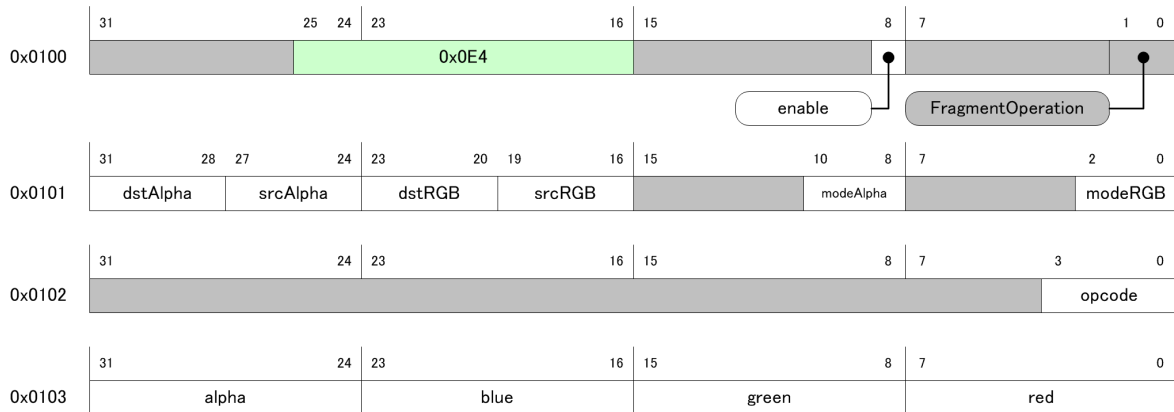 31 25 24 23 16 15 8 7 1 0
0x0100 0x0E4
enable FragmentOperation
31 28 27 24 23 20 19 16 15 10 8 7 2 0
0x0101 dstAlpha srcAlpha dstRGB srcRGB modeAlpha modeRGB
31 24 23 16 15 8 7 3 0
0x0102 opcode
31 24 23 16 15 8 7 0
0x0103 alpha blue green red